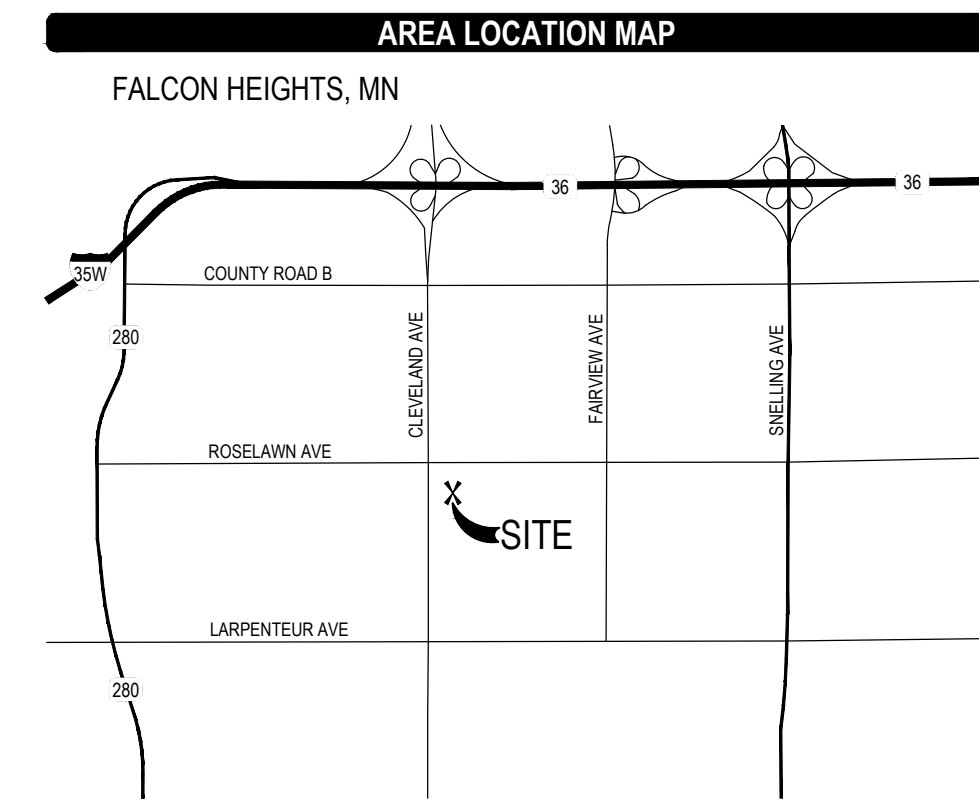 AREA LOCATION MAP
FALCON HEIGHTS, MN
36
36
35W
COUNTY ROAD B
280
CLEVELAND AVE
FAIRVIEW AVE
SNELLING AVE
ROSELAWN AVE
SITE
LARPENTEUR AVE
280